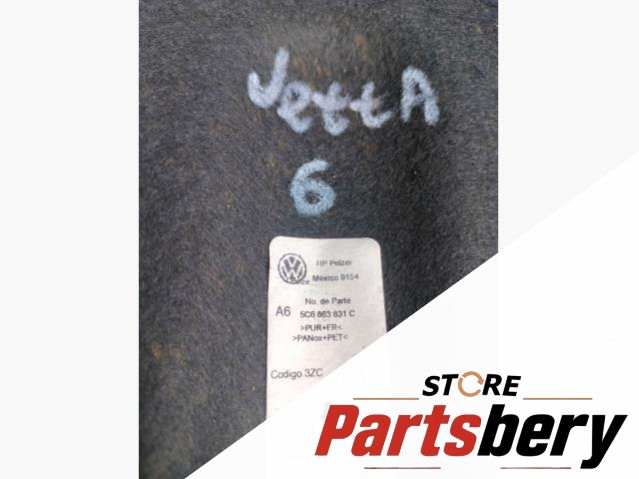 JettA
6
HP Pelzer
México 9154
No. de Parte
A6
5C6 863 831 C
>PUR+FR<
>PANox+PET<
Codigo 3ZC
STORE
Partsbery